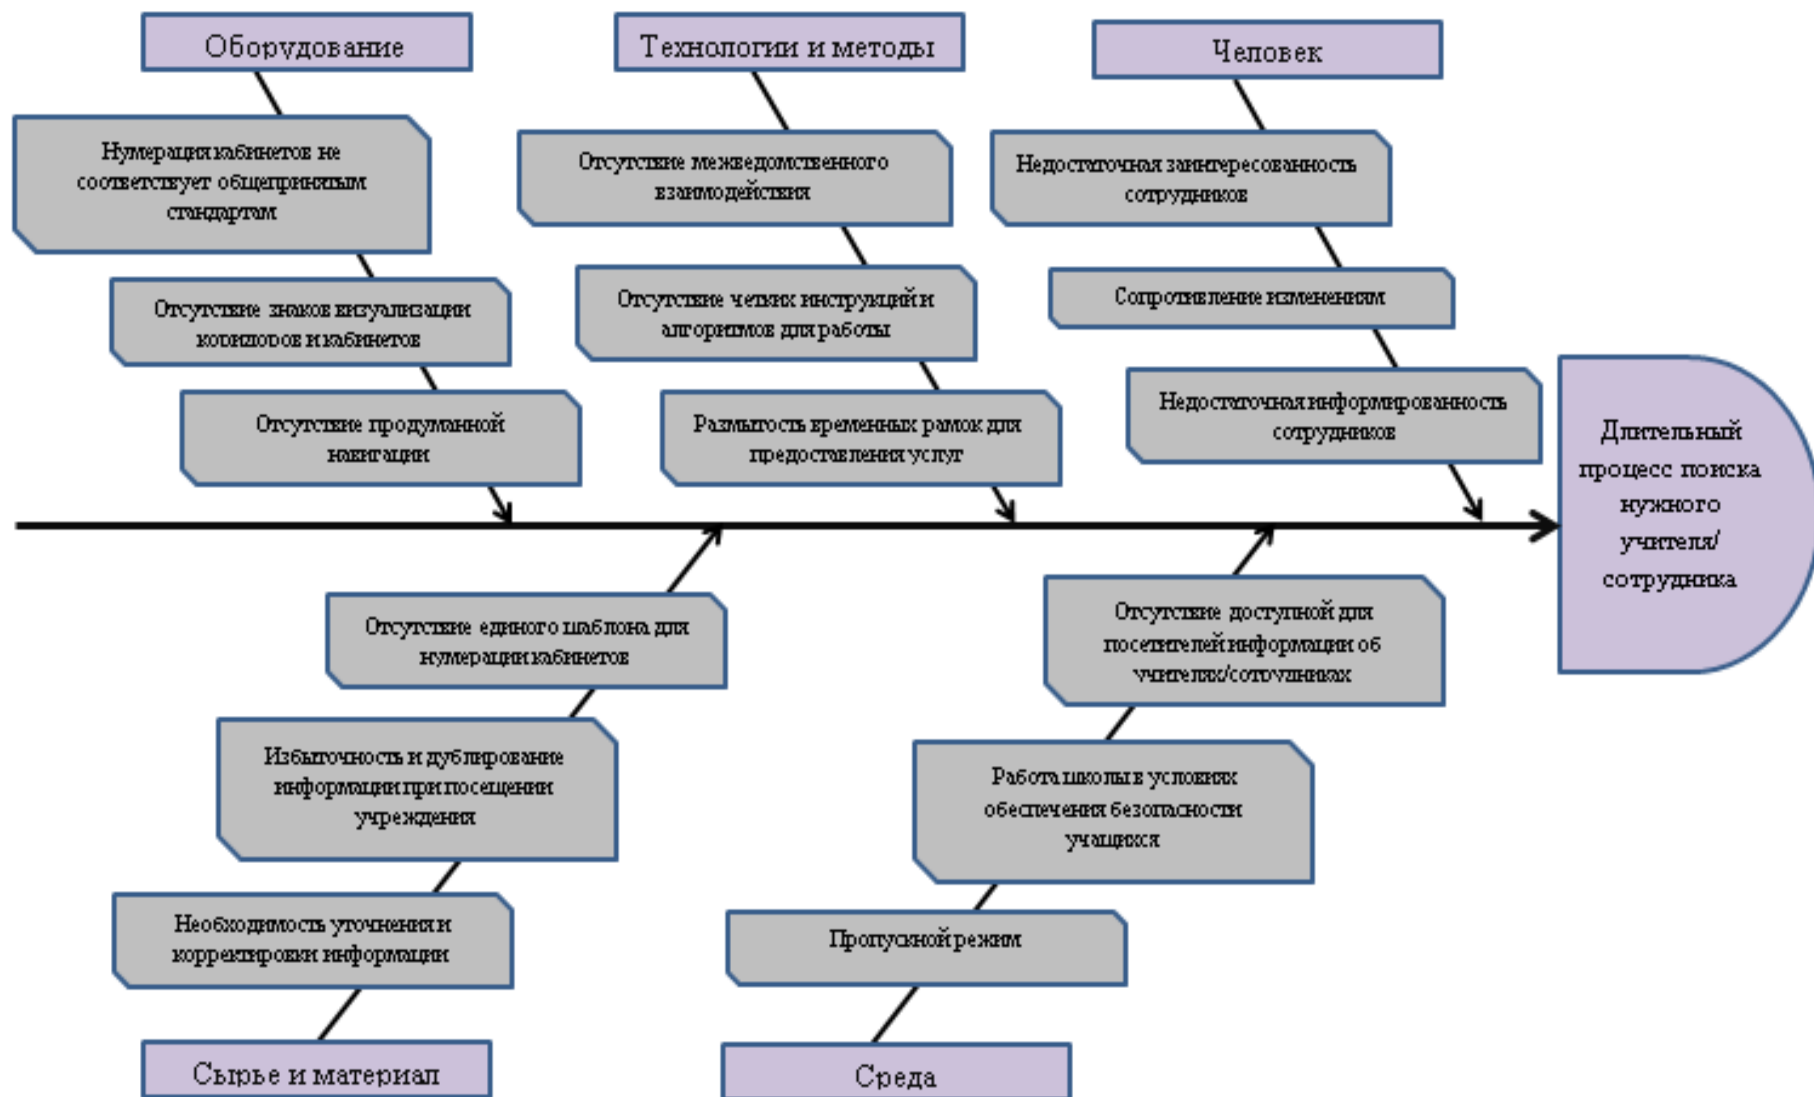 Оборудование
Технологии и методы
Человек
Нумерация кабинетов не
соответствует общепринятым
стандартам
Отсутствие межведомственного
взаимодействия
Недостаточная заинтересованность
сотрудников
Отсутствие знаков визуализации
коридоров и кабинетов
Отсутствие четких инструкций и
алгоритмов для работы
Сопротивление изменениям
Отсутствие продуманной
навигации
Размытость временных рамок для
предоставления услуг
Недостаточная информированность
сотрудников
Длительный
процесс поиска
нужного
учителя/
сотрудника
Отсутствие единого шаблона для
нумерации кабинетов
Отсутствие доступной для
посетителей информации об
учителях/сотрудниках
Избыточность и дублирование
информации при посещении
учреждения
Работа школы в условиях
обеспечения безопасности
учащихся
Необходимость уточнения и
корректировки информации
Пропускной режим
Сырье и материал
Среда